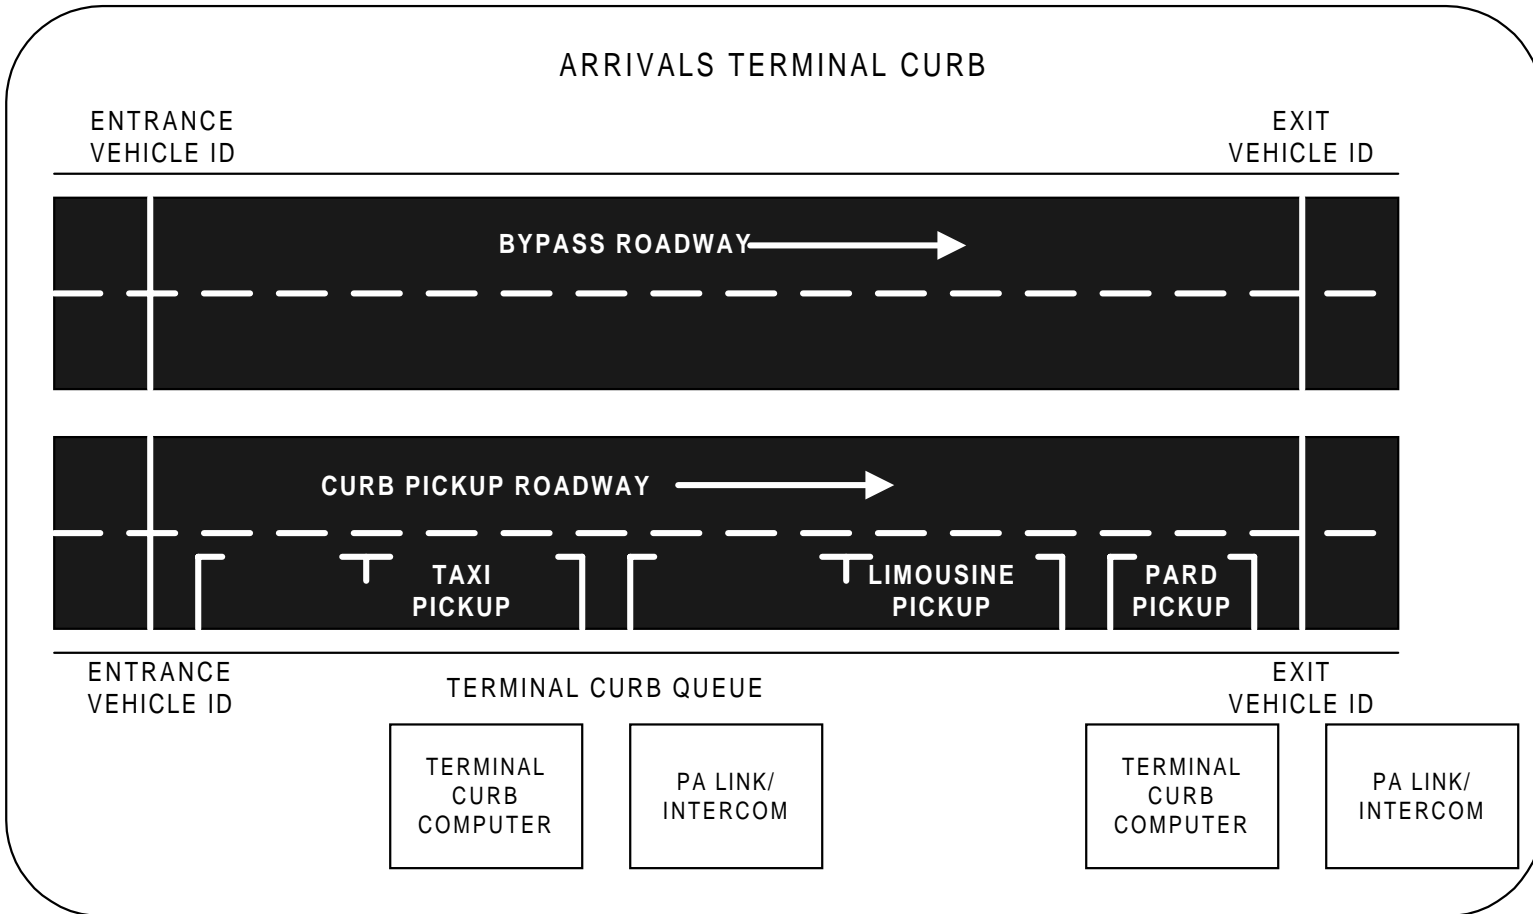 ARRIVALS TERMINAL CURB
ENTRANCE
VEHICLE ID
EXIT
VEHICLE ID
BYPASS ROADWAY
CURB PICKUP ROADWAY
TAXI
PICKUP
LIMOUSINE
PICKUP
PARD
PICKUP
ENTRANCE
VEHICLE ID
TERMINAL CURB QUEUE
EXIT
VEHICLE ID
TERMINAL
CURB
COMPUTER
PA LINK/
INTERCOM
TERMINAL
CURB
COMPUTER
PA LINK/
INTERCOM